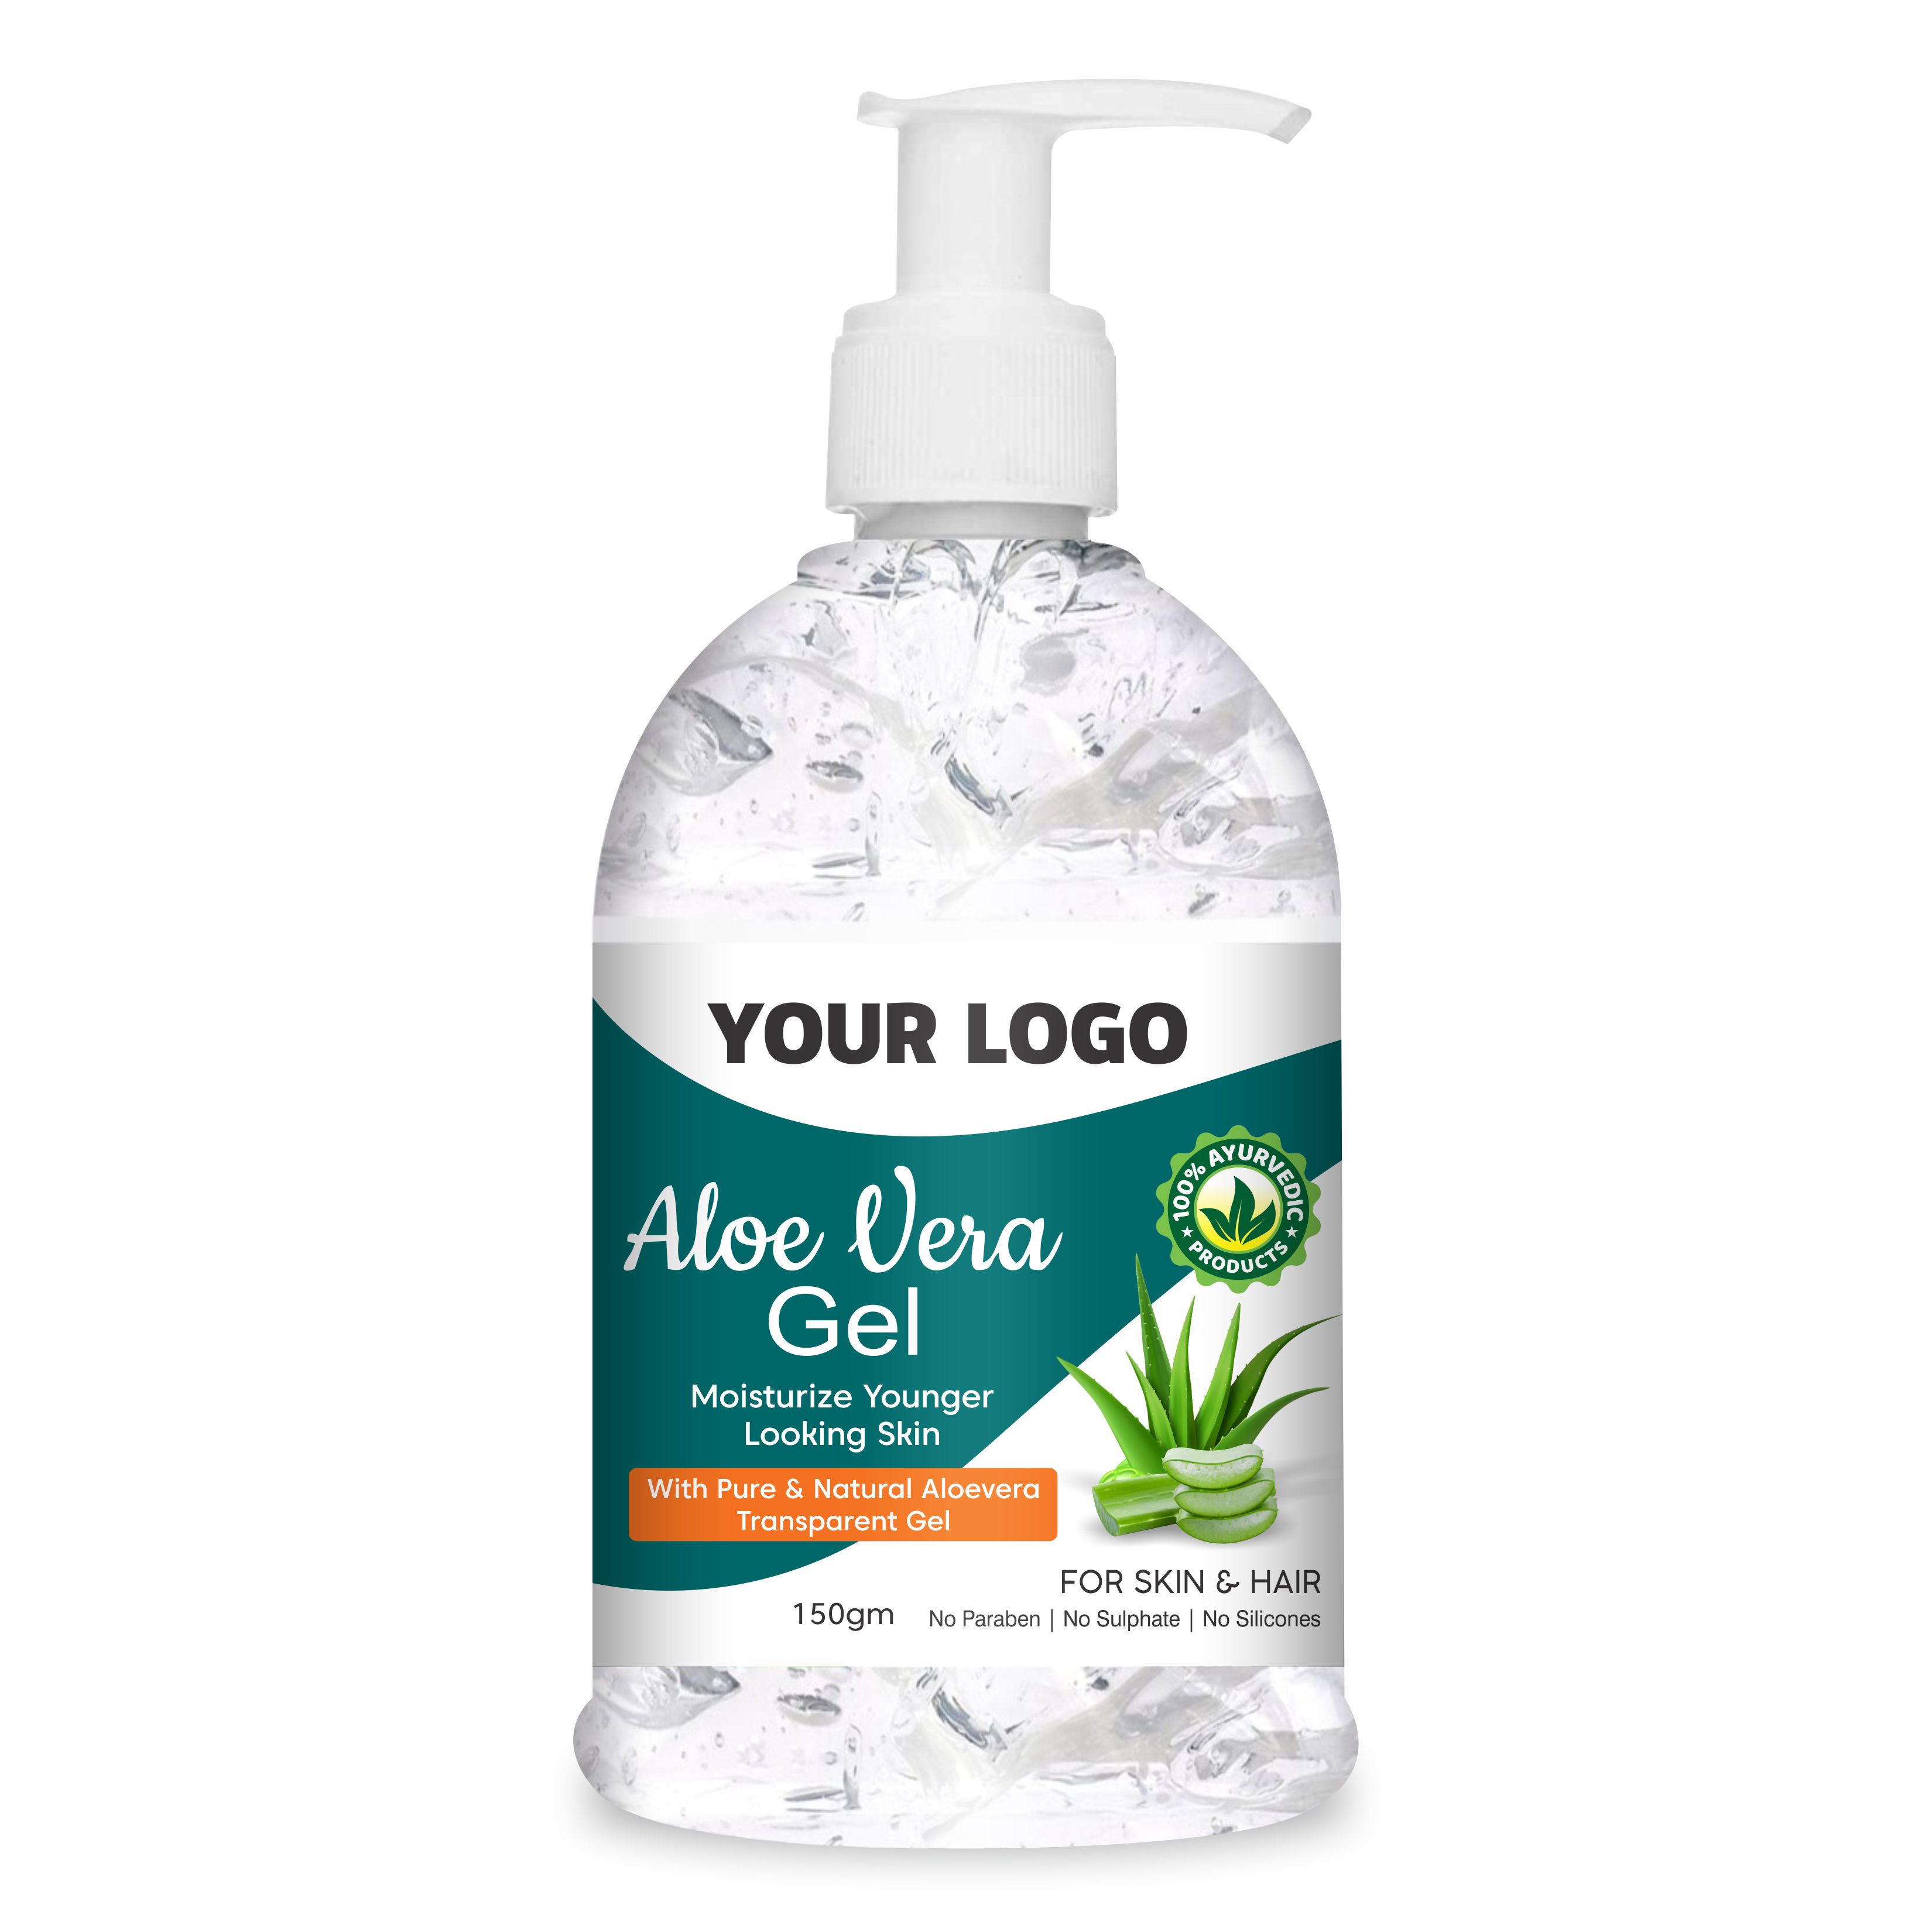 YOUR LOGO
100% AYURVEDIC
PRODUCTS
Aloe Vera
Gel
Moisturize Younger
Looking Skin
With Pure & Natural Aloevera
Transparent Gel
FOR SKIN & HAIR
150gm
No Paraben | No Sulphate | No Silicones